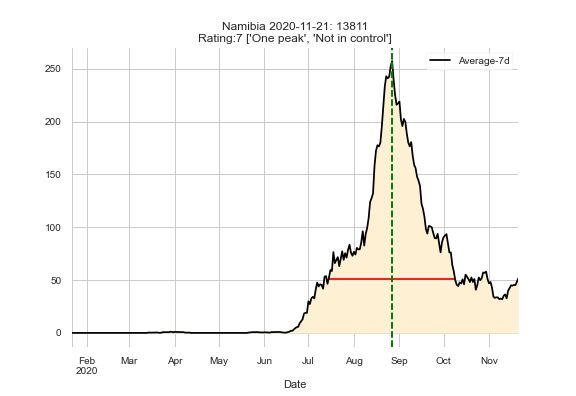 Namibia 2020-11-21: 13811
Rating:7 ['One peak', 'Not in control']
Average-7d
250
200
150
100
50
0
Feb Mar Apr May Jun Jul Aug Sep Oct Nov
2020
Date